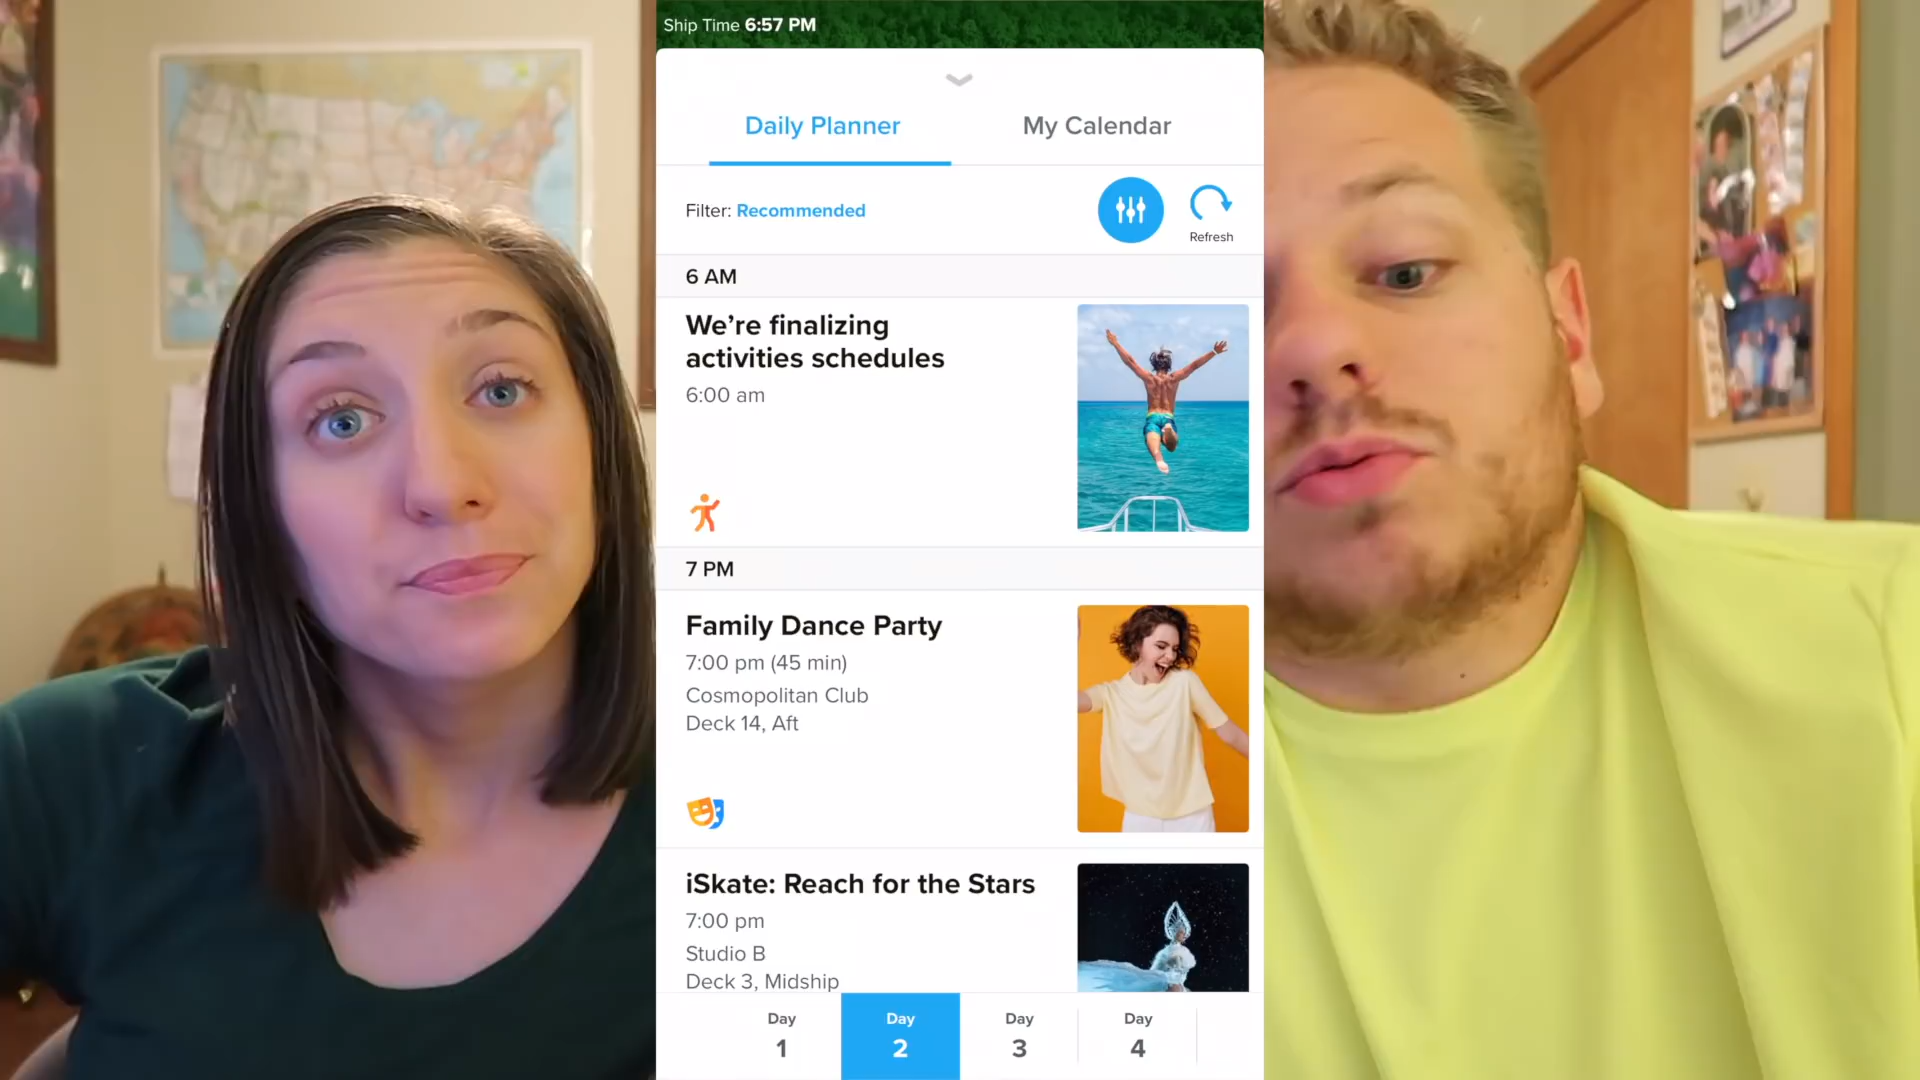 Ship Time 6:57 PM
Daily Planner
My Calendar
Filter: Recommended
Refresh
6 AM
We’re finalizing
activities schedules
6:00 am
7 PM
Family Dance Party
7:00 pm (45 min)
Cosmopolitan Club
Deck 14, Aft
iSkate: Reach for the Stars
7:00 pm
Studio B
Deck 3, Midship
Day
1
Day
2
Day
3
Day
4